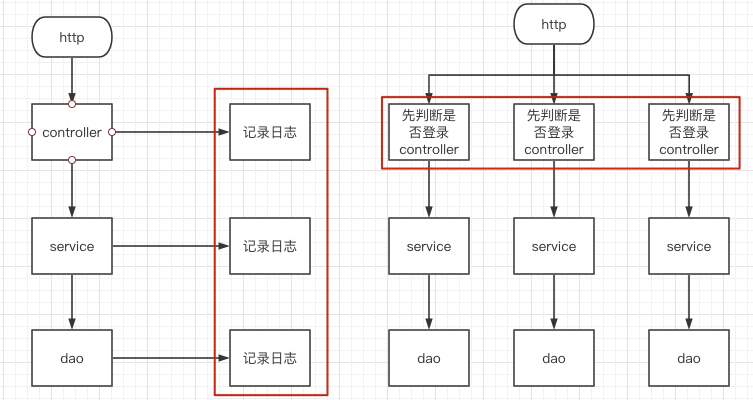 http
controller
记录日志
service
记录日志
dao
记录日志
http
先判断是
否登录
controller
先判断是
否登录
controller
先判断是
否登录
controller
service
service
service
dao
dao
dao